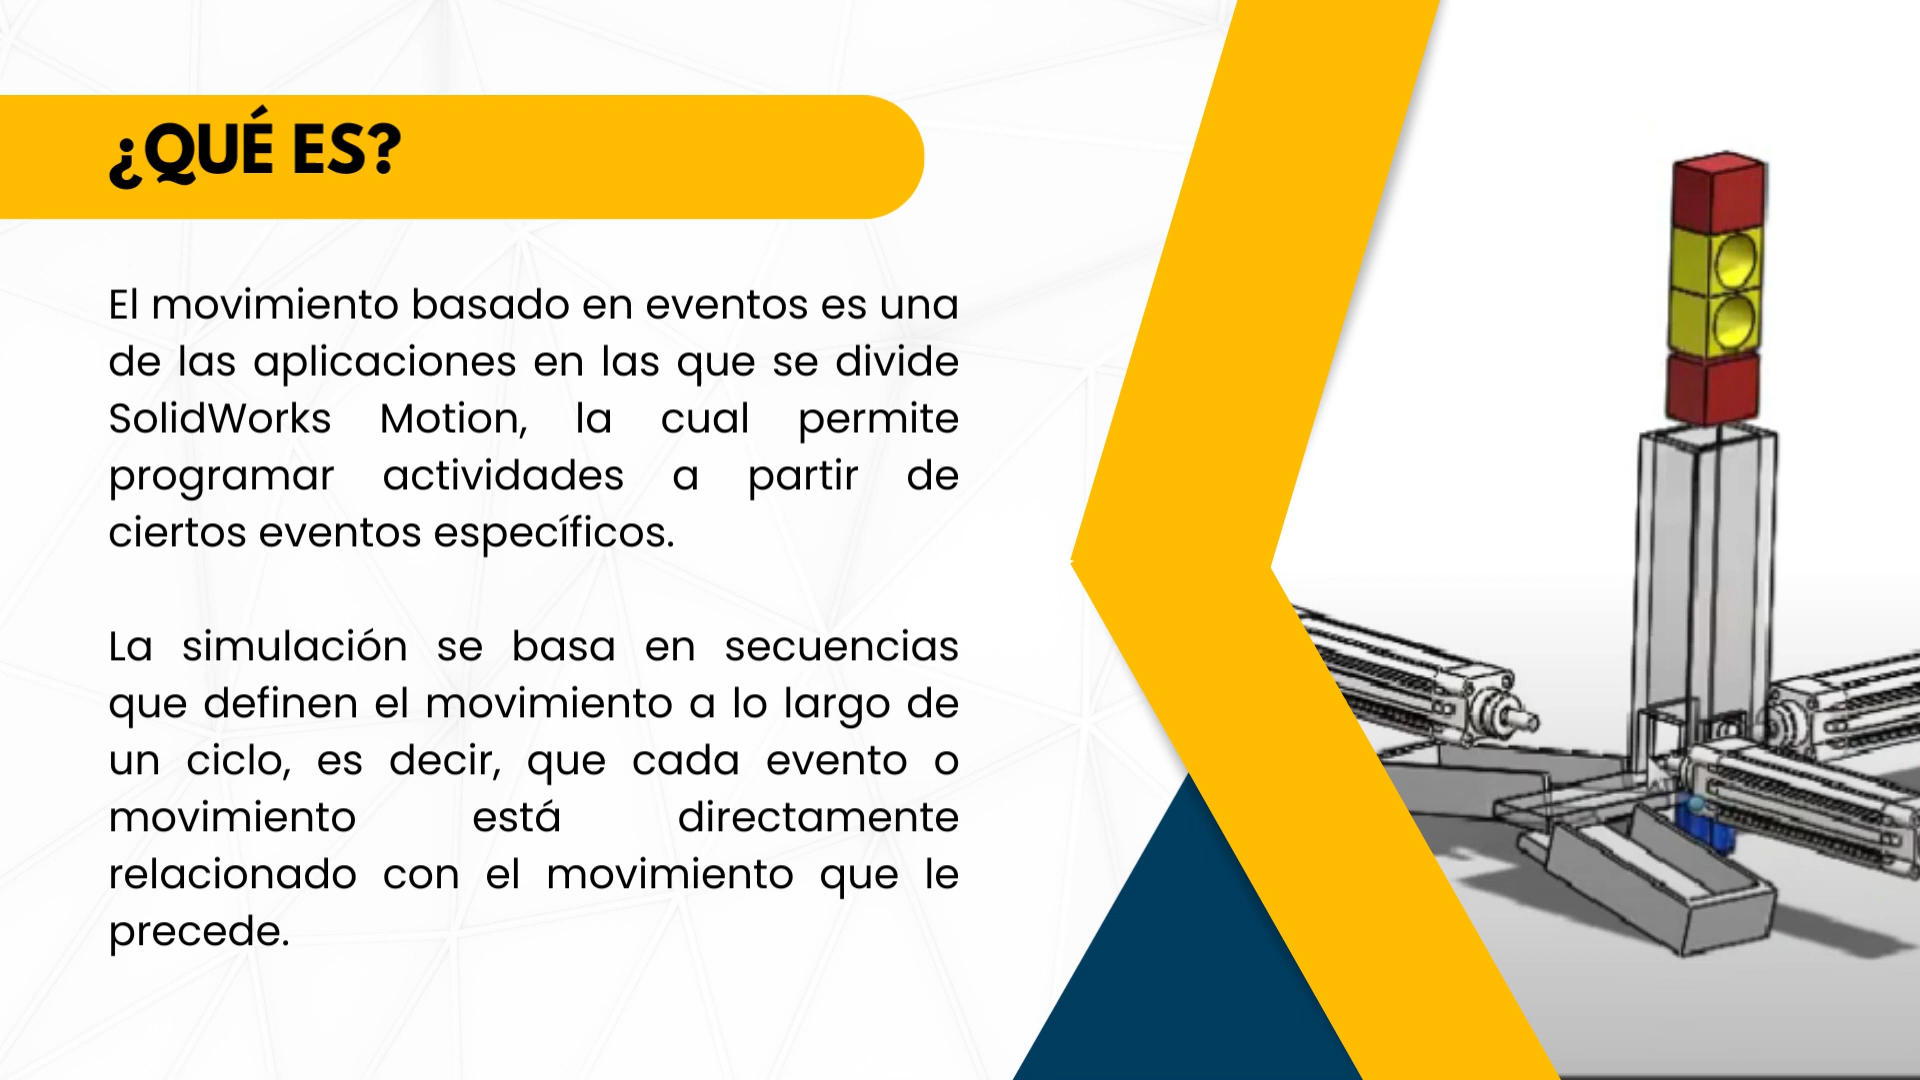 ¿QUÉ ES?
El movimiento basado en eventos es una
de las aplicaciones en las que se divide
SolidWorks Motion, la cual permite
programar actividades a partir de
ciertos eventos específicos.
La simulación se basa en secuencias
que definen el movimiento a lo largo de
un ciclo, es decir, que cada evento o
movimiento está directamente
relacionado con el movimiento que le
precede.